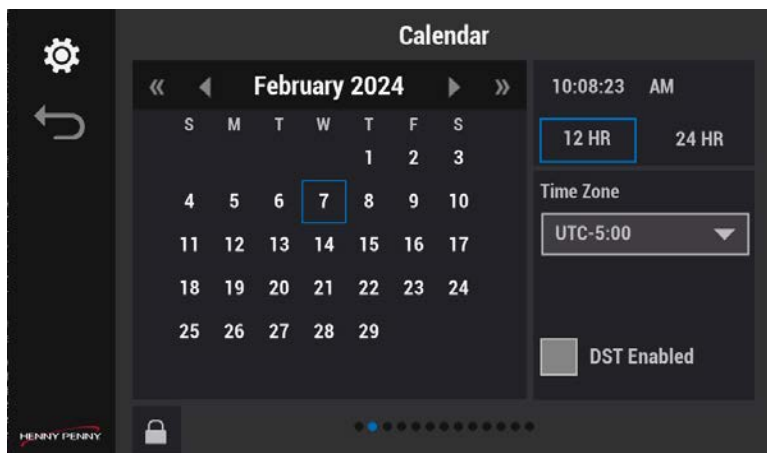 Calendar
February 2024
S M T W T F S
1 2 3
4 5 6 7 8 9 10
11 12 13 14 15 16 17
18 19 20 21 22 23 24
25 26 27 28 29
10:08:23 AM
12 HR 24 HR
Time Zone
UTC-5:00
DST Enabled
HENNY PENNY